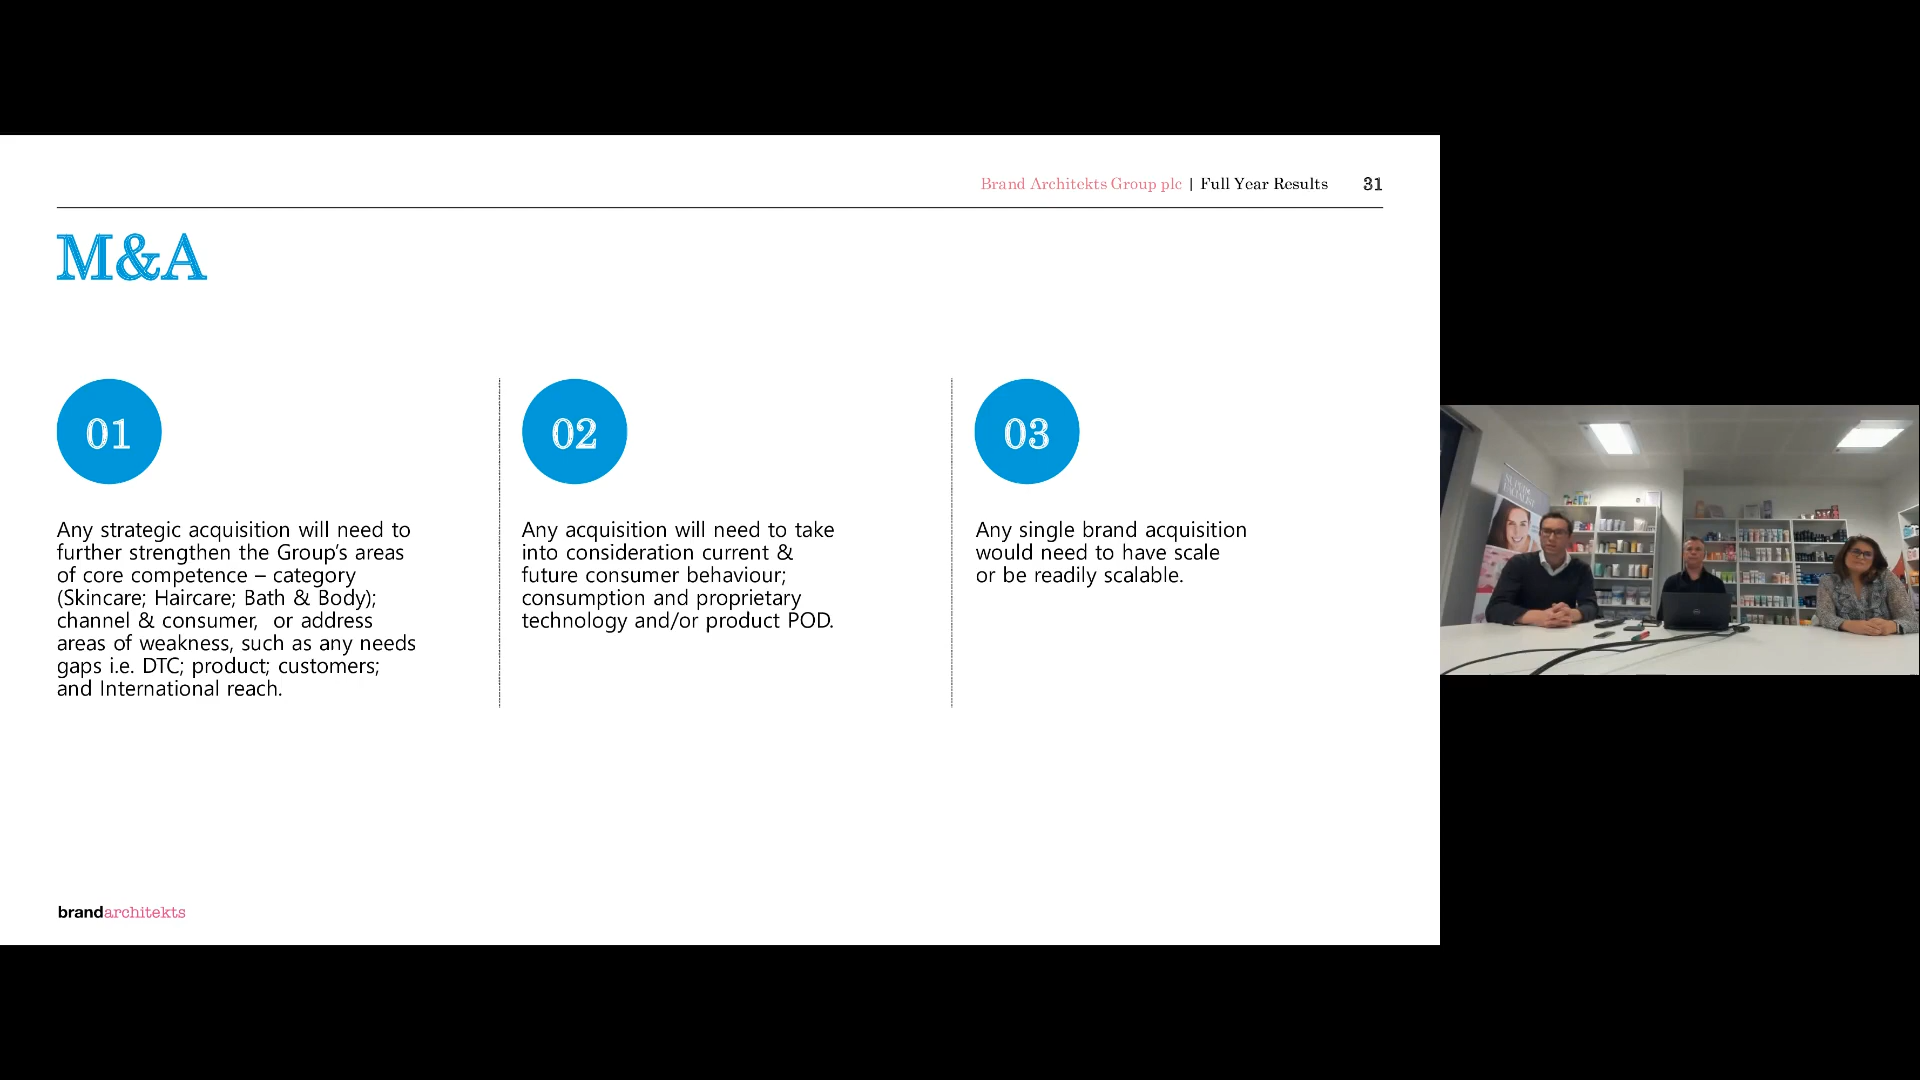 Brand Architekts Group plc | Full Year Results 31
M&A
01
Any strategic acquisition will need to
further strengthen the Group's areas
of core competence – category
(Skincare; Haircare; Bath & Body);
channel & consumer,  or address
areas of weakness, such as any needs
gaps i.e. DTC; product; customers;
and International reach.
02
Any acquisition will need to take
into consideration current &
future consumer behaviour;
consumption and proprietary
technology and/or product POD.
03
Any single brand acquisition
would need to have scale
or be readily scalable.
brandarchitekts